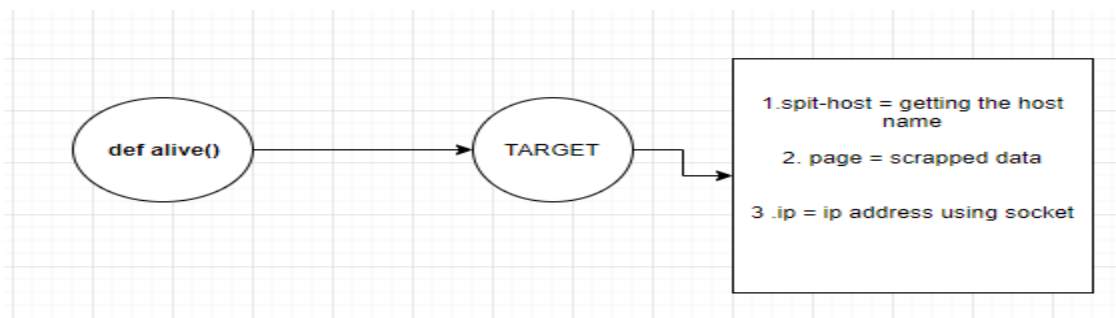 def alive()
TARGET
1.spit-host = getting the host
name
2. page = scrapped data
3 .ip = ip address using socket